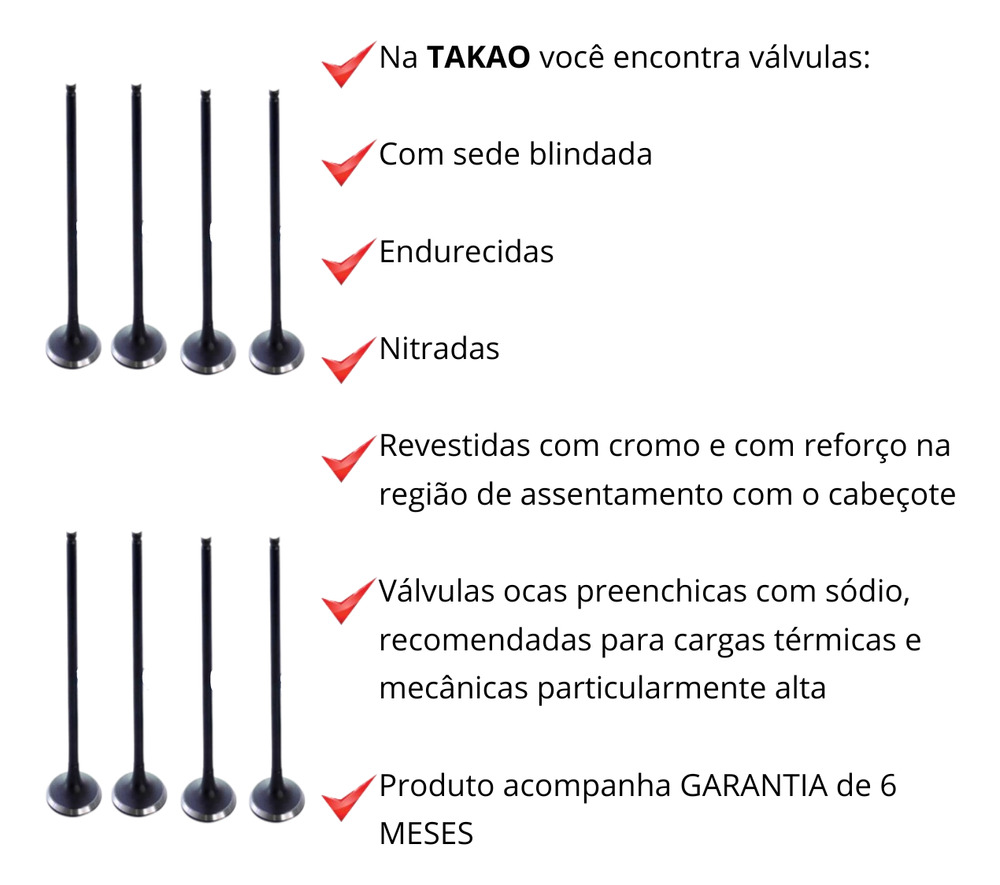 Na TAKAO você encontra válvulas:
Com sede blindada
Endurecidas
Nitradas
Revestidas com cromo e com reforço na
região de assentamento com o cabeçote
Válvulas ocas preenchicas com sódio,
recomendadas para cargas térmicas e
mecânicas particularmente alta
Produto acompanha GARANTIA de 6
MESES